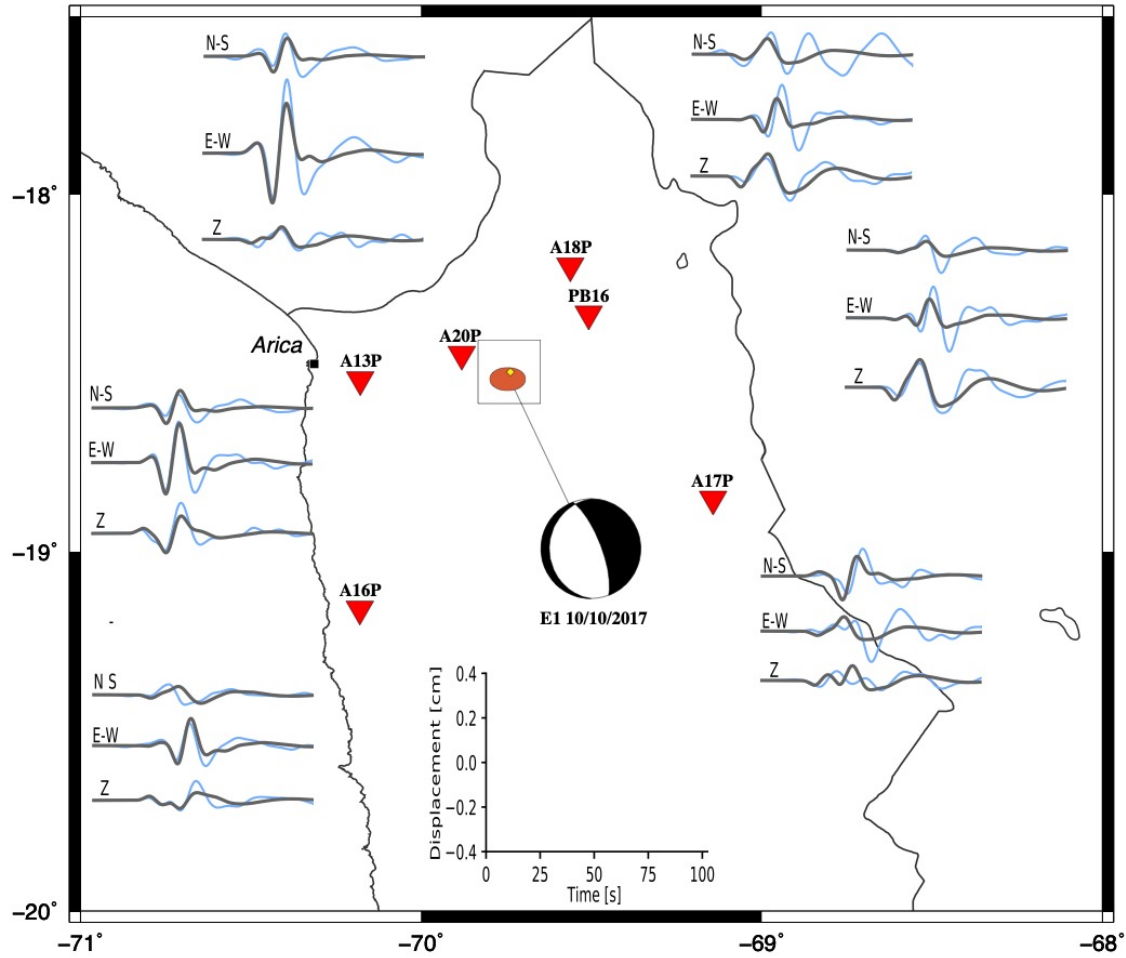 N-S
N-S
E-W
E-W
Z
−18˚
Z
A18P
N-S
PB16
E-W
Arica
A20P
A13P
Z
N-S
E-W
A17P
Z
−19˚
N-S
A16P
E1 10/10/2017
E-W
Z
N S
E-W
Z
0.4
0.2
0.0
−0.2
−0.4
Displacement [cm]
0 25 50 75 100
Time [s]
−20˚
−71˚ −70˚ −69˚ −68˚